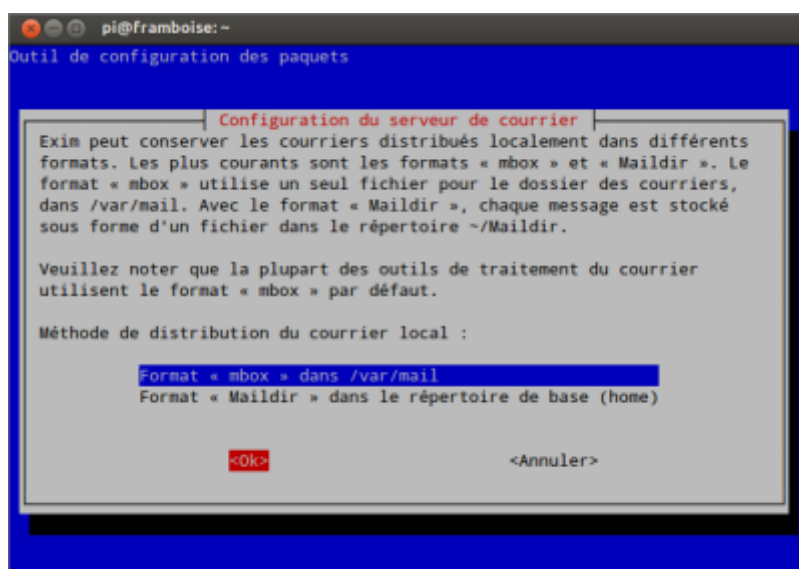 pi@framboise: ~
Outil de configuration des paquets
Configuration du serveur de courrier
Exim peut conserver les courriers distribués localement dans différents
formats. Les plus courants sont les formats « mbox » et « Maildir ». Le
format « mbox » utilise un seul fichier pour le dossier des courriers,
dans /var/mail. Avec le format « Maildir », chaque message est stocké
sous forme d'un fichier dans le répertoire ~/Maildir.
Veuillez noter que la plupart des outils de traitement du courrier
utilisent le format « mbox » par défaut.
Méthode de distribution du courrier local :
Format « mbox » dans /var/mail
Format « Maildir » dans le répertoire de base (home)
<Ok> <Annuler>